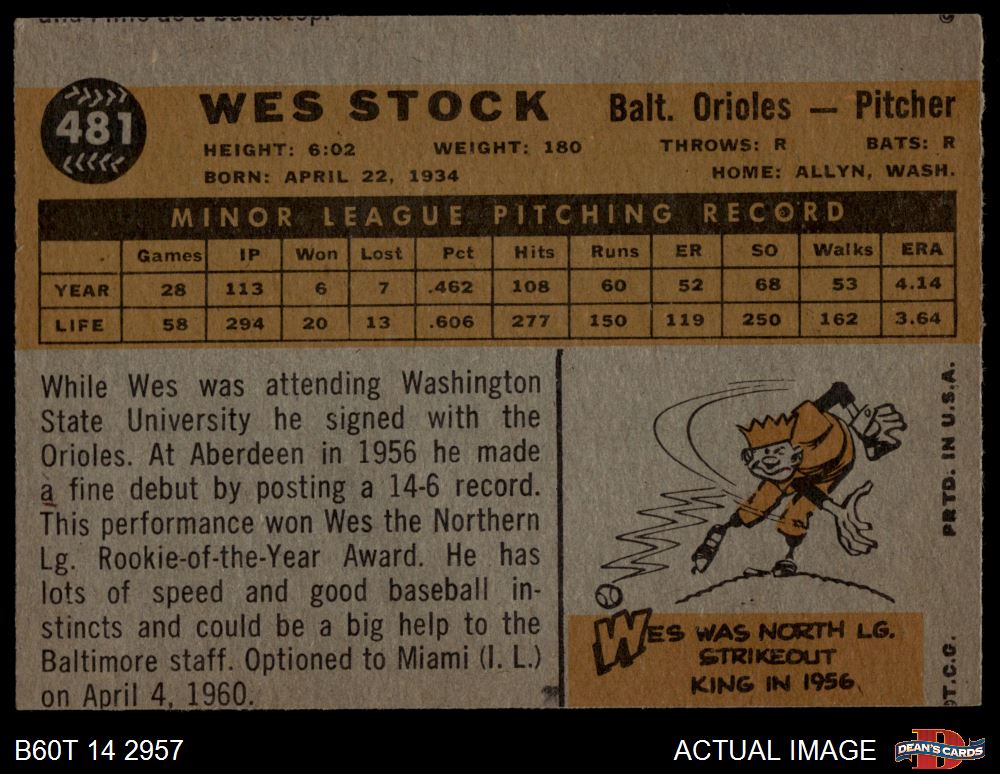 481
WES STOCK Balt. Orioles — Pitcher
HEIGHT: 6:02 WEIGHT: 180 THROWS: R BATS: R
BORN: APRIL 22, 1934 HOME: ALLYN, WASH.
MINOR LEAGUE PITCHING RECORD
Games IP Won Lost Pct Hits Runs ER SO Walks ERA
YEAR 28 113 6 7 .462 108 60 52 68 53 4.14
LIFE 58 294 20 13 .606 277 150 119 250 162 3.64
While Wes was attending Washington
State University he signed with the
Orioles. At Aberdeen in 1956 he made
a fine debut by posting a 14-6 record.
This performance won Wes the Northern
Lg. Rookie-of-the-Year Award. He has
lots of speed and good baseball in-
stincts and could be a big help to the
Baltimore staff. Optioned to Miami (I. L.)
on April 4, 1960.
WES WAS NORTH LG.
STRIKEOUT
KING IN 1956
©T.C.G. PRTD. IN U.S.A.
B60T 14 2957 ACTUAL IMAGE
D
DEAN'S CARDS